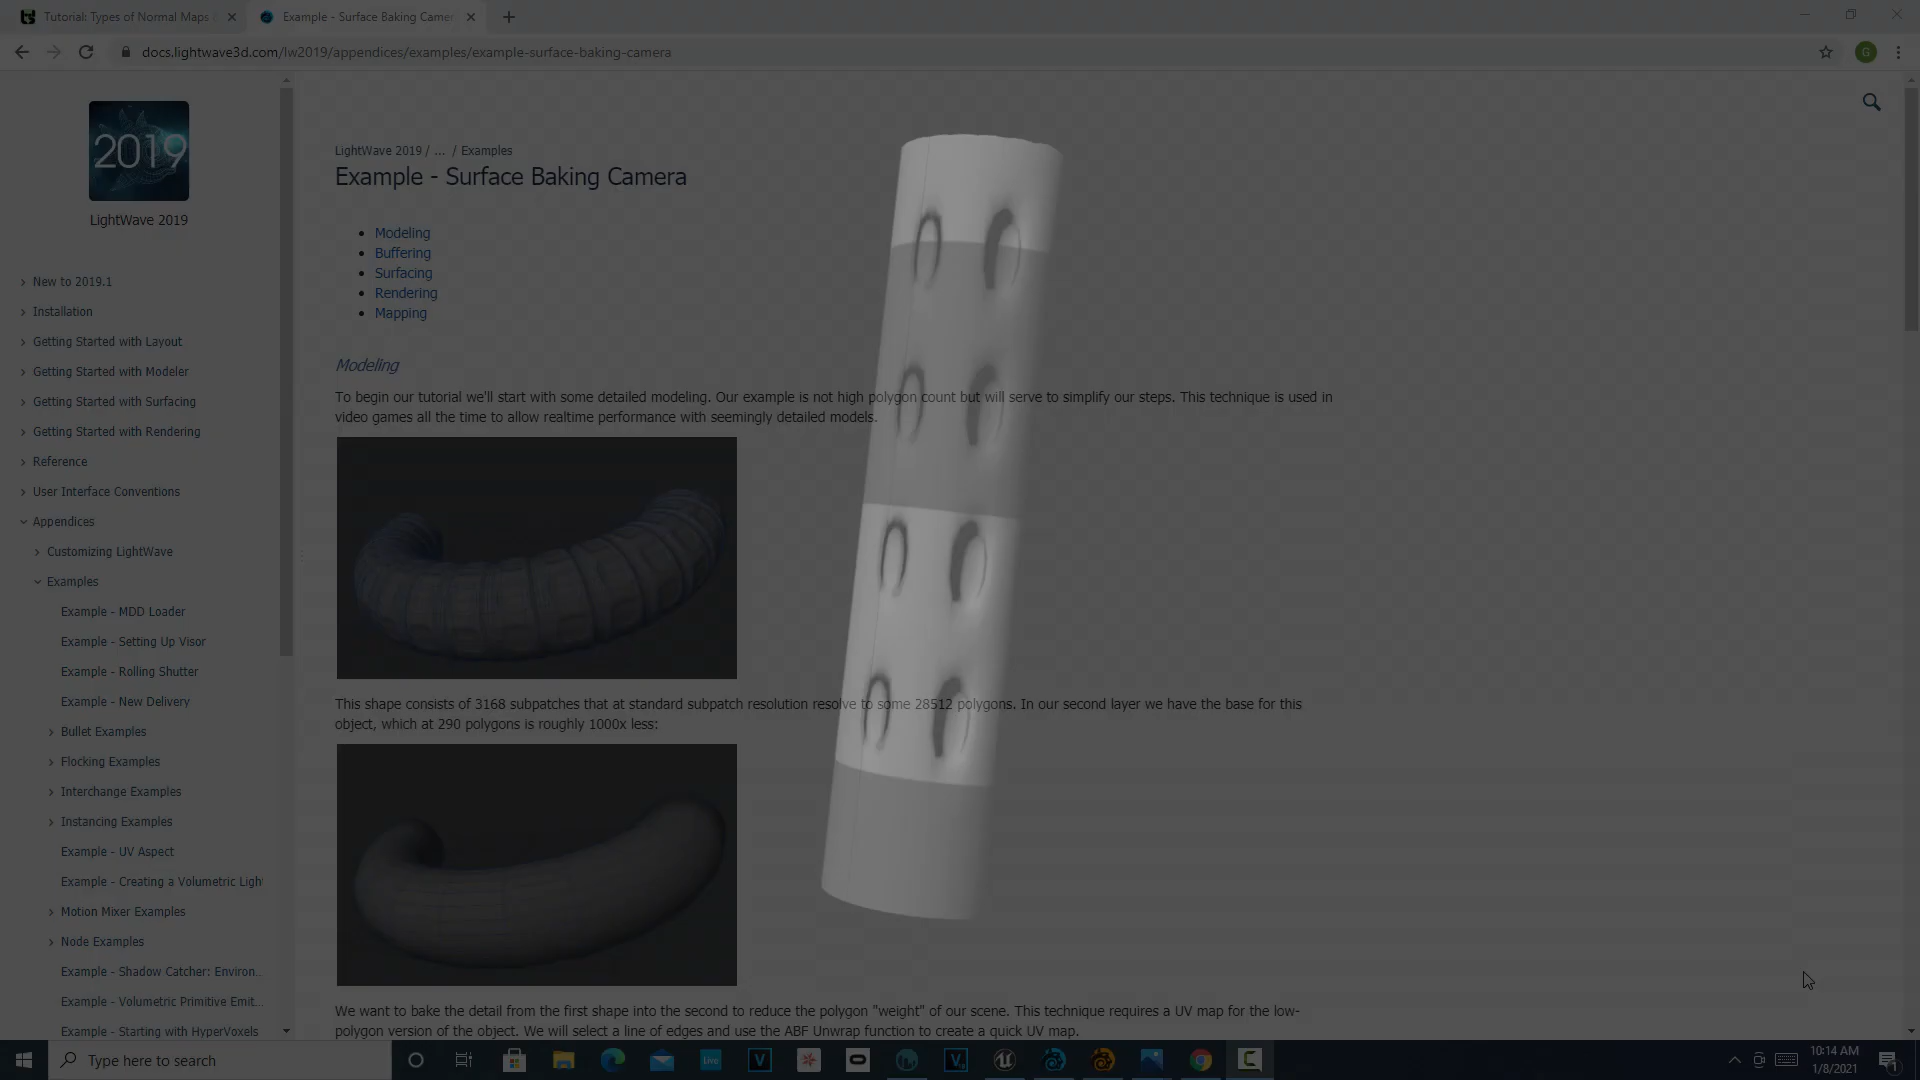 Tutorial: Types of Normal Maps
Example - Surface Baking Camer
docs.lightwave3d.com/lw2019/appendices/examples/example-surface-baking-camera
G
2019
LightWave 2019
New to 2019.1
Installation
Getting Started with Layout
Getting Started with Modeler
Getting Started with Surfacing
Getting Started with Rendering
Reference
User Interface Conventions
Appendices
Customizing LightWave
Examples
Example - MDD Loader
Example - Setting Up Visor
Example - Rolling Shutter
Example - New Delivery
Bullet Examples
Flocking Examples
Interchange Examples
Instancing Examples
Example - UV Aspect
Example - Creating a Volumetric Light
Motion Mixer Examples
Node Examples
Example - Shadow Catcher: Environ...
Example - Volumetric Primitive Emit...
Example - Starting with HyperVoxels
LightWave 2019 / ... / Examples
Example - Surface Baking Camera
Modeling
Buffering
Surfacing
Rendering
Mapping
Modeling
To begin our tutorial we'll start with some detailed modeling. Our example is not high polygon count but will serve to simplify our steps. This technique is used in
video games all the time to allow realtime performance with seemingly detailed models.
This shape consists of 3168 subpatches that at standard subpatch resolution resolve to some 28512 polygons. In our second layer we have the base for this
object, which at 290 polygons is roughly 1000x less:
We want to bake the detail from the first shape into the second to reduce the polygon "weight" of our scene. This technique requires a UV map for the low-
polygon version of the object. We will select a line of edges and use the ABF Unwrap function to create a quick UV map.
Type here to search
Live
V
V
10:14 AM
1/8/2021
1